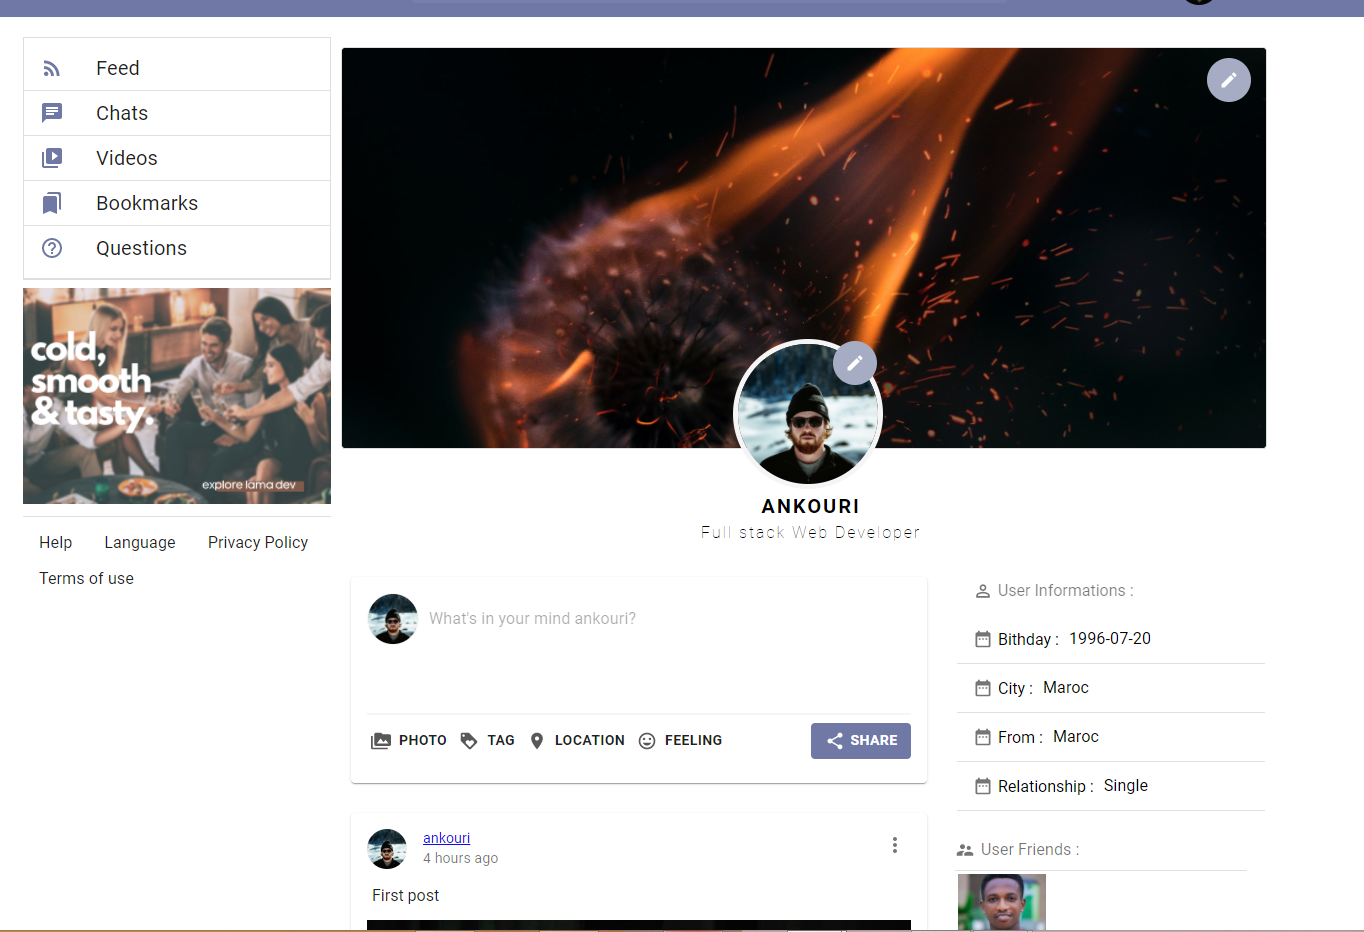 Feed
Chats
Videos
Bookmarks
Questions
cold,
smooth
& tasty.
explore lama dev
Help Language Privacy Policy
Terms of use
ANKOURI
Full stack Web Developer
What's in your mind ankouri?
PHOTO TAG LOCATION FEELING SHARE
ankouri
4 hours ago
First post
User Informations :
Bithday : 1996-07-20
City : Maroc
From : Maroc
Relationship : Single
User Friends :